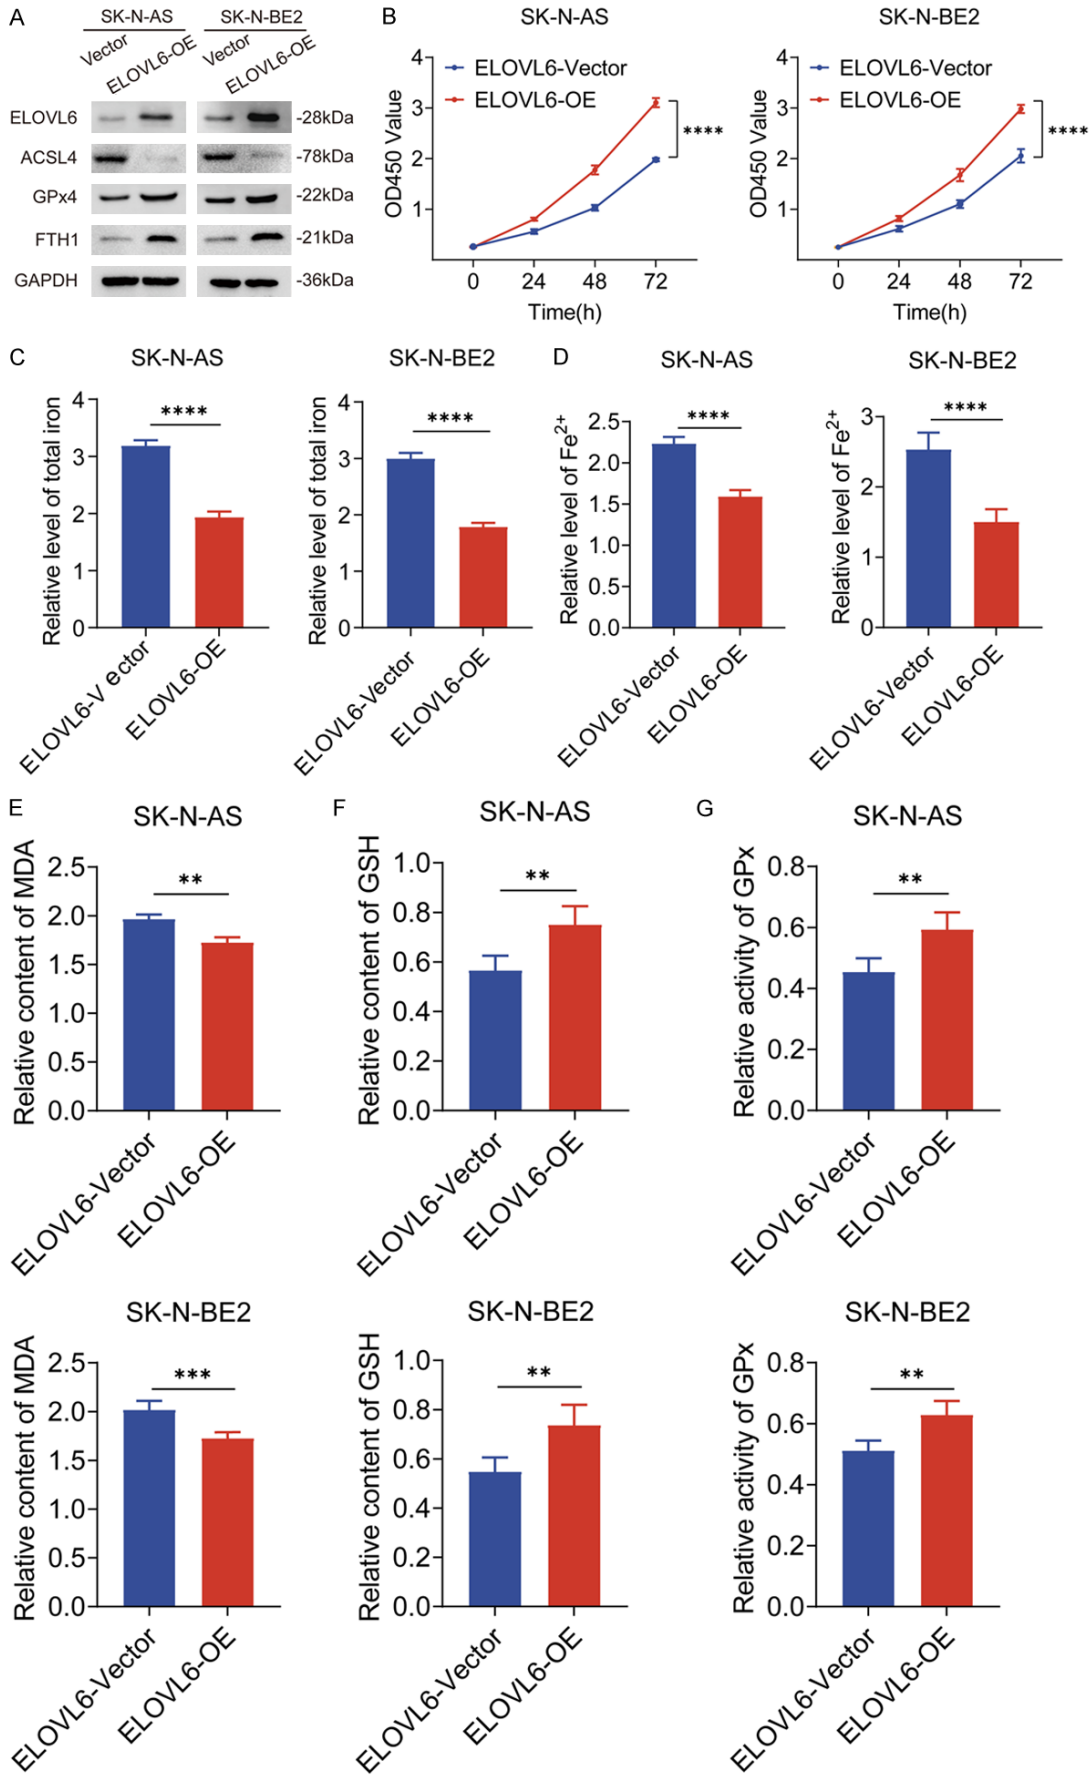 A
SK-N-AS
SK-N-BE2
Vector
ELOVL6-OE
Vector
ELOVL6-OE
ELOVL6
-28kDa
ACSL4
-78kDa
GPx4
-22kDa
FTH1
-21kDa
GAPDH
-36kDa
B
SK-N-AS
ELOVL6-Vector
ELOVL6-OE
****
OD450 Value
4
3
2
1
0 24 48 72
Time(h)
SK-N-BE2
ELOVL6-Vector
ELOVL6-OE
****
OD450 Value
4
3
2
1
0 24 48 72
Time(h)
C
SK-N-AS
****
Relative level of total iron
4
3
2
1
0
ELOVL6-V ector
ELOVL6-OE
SK-N-BE2
****
Relative level of total iron
4
3
2
1
0
ELOVL6-Vector
ELOVL6-OE
D
SK-N-AS
****
Relative level of Fe2+
2.5
2.0
1.5
1.0
0.5
0.0
ELOVL6-Vector
ELOVL6-OE
SK-N-BE2
****
Relative level of Fe2+
3
2
1
0
ELOVL6-Vector
ELOVL6-OE
E
SK-N-AS
**
Relative content of MDA
2.5
2.0
1.5
1.0
0.5
0.0
ELOVL6-Vector
ELOVL6-OE
F
SK-N-AS
**
Relative content of GSH
1.0
0.8
0.6
0.4
0.2
0.0
ELOVL6-Vector
ELOVL6-OE
G
SK-N-AS
**
Relative activity of GPx
0.8
0.6
0.4
0.2
0.0
ELOVL6-Vector
ELOVL6-OE
SK-N-BE2
***
Relative content of MDA
2.5
2.0
1.5
1.0
0.5
0.0
ELOVL6-Vector
ELOVL6-OE
SK-N-BE2
**
Relative content of GSH
1.0
0.8
0.6
0.4
0.2
0.0
ELOVL6-Vector
ELOVL6-OE
SK-N-BE2
**
Relative activity of GPx
0.8
0.6
0.4
0.2
0.0
ELOVL6-Vector
ELOVL6-OE